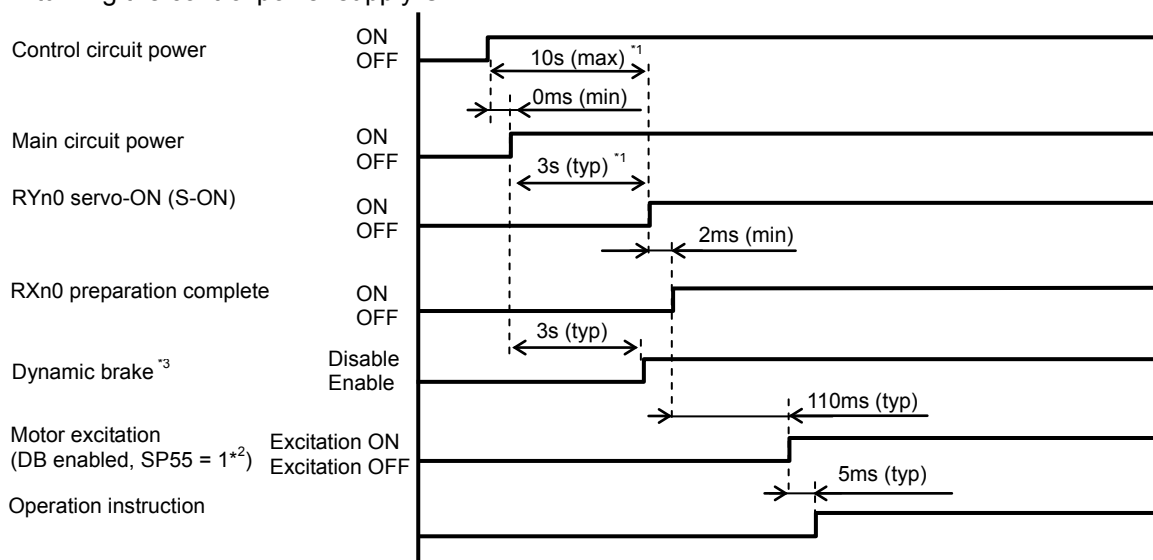 Control circuit power
ON
OFF
10s (max) *1
0ms (min)
Main circuit power
ON
OFF
3s (typ) *1
RYn0 servo-ON (S-ON)
ON
OFF
2ms (min)
RXn0 preparation complete
ON
OFF
3s (typ)
Dynamic brake *3
Disable
Enable
110ms (typ)
Motor excitation
(DB enabled, SP55 = 1*2)
Excitation ON
Excitation OFF
5ms (typ)
Operation instruction